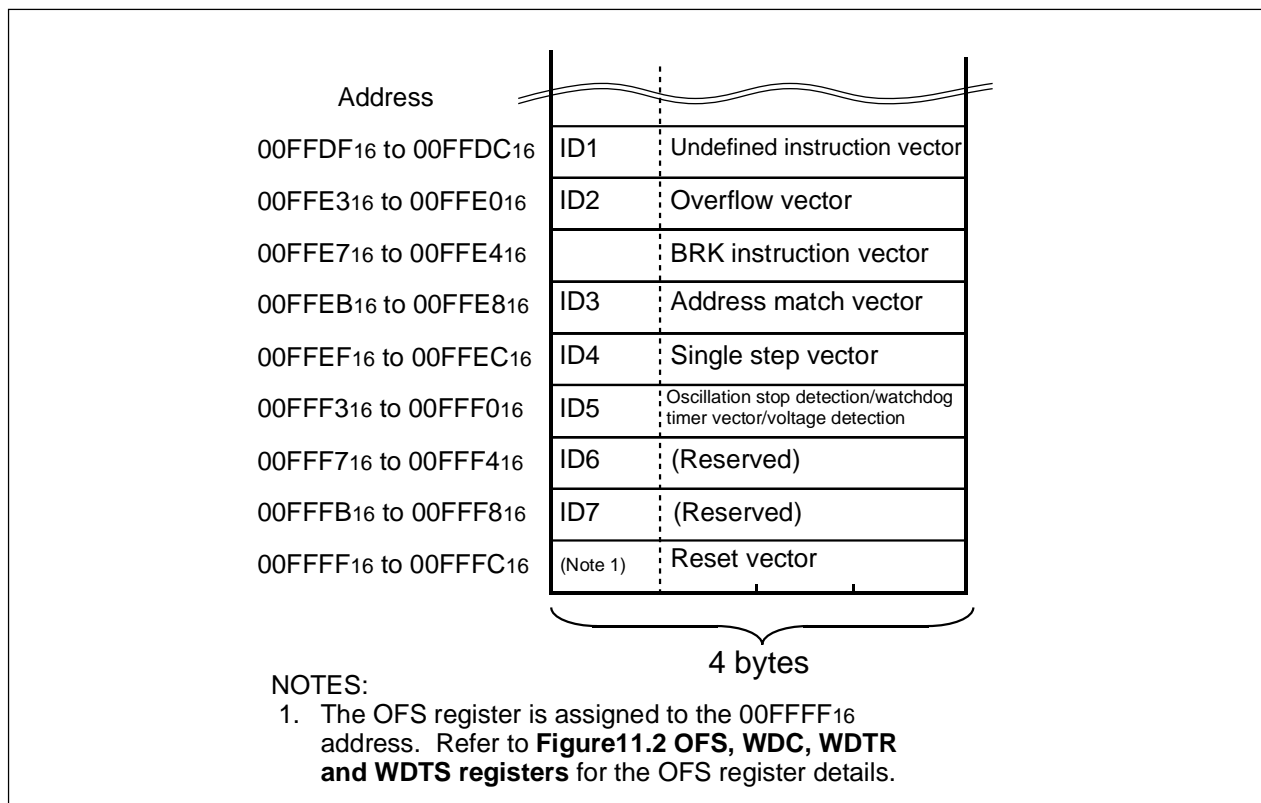 Address
00FFDF16 to 00FFDC16 ID1 Undefined instruction vector
00FFE316 to 00FFE016 ID2 Overflow vector
00FFE716 to 00FFE416 BRK instruction vector
00FFEB16 to 00FFE816 ID3 Address match vector
00FFEF16 to 00FFEC16 ID4 Single step vector
00FFF316 to 00FFF016 ID5 Oscillation stop detection/watchdog
timer vector/voltage detection
00FFF716 to 00FFF416 ID6 (Reserved)
00FFFB16 to 00FFF816 ID7 (Reserved)
00FFFF16 to 00FFFC16 (Note 1) Reset vector
4 bytes
NOTES:
1. The OFS register is assigned to the 00FFFF16
address. Refer to Figure11.2 OFS, WDC, WDTR
and WDTS registers for the OFS register details.